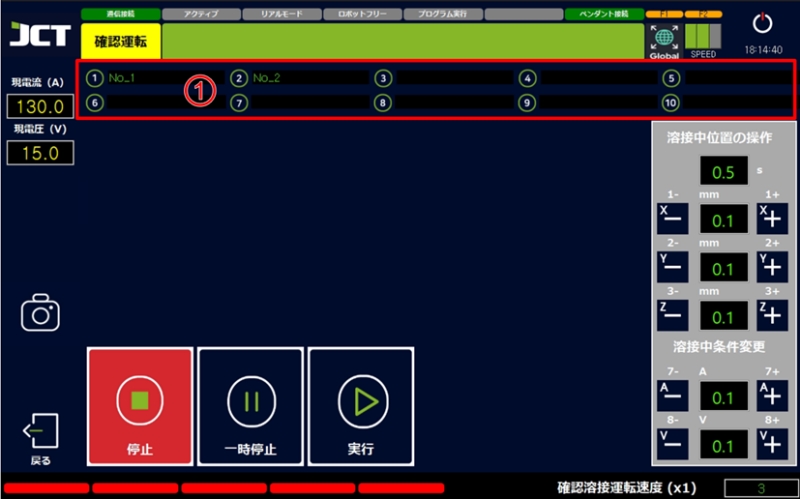 通信接続 アクティブ リアルモード ロボットフリー プログラム実行 ペンダント接続 F1 F2
JCT 確認運転 Global SPEED 18:14:40
現電流 (A)
130.0
現電圧 (V)
15.0
① No_1 ② No_2 ③ ④ ⑤
⑥ ⑦ ⑧ ⑨ ⑩
①
溶接中位置の操作
0.5 s
1- mm 1+
X − 0.1 X +
2- mm 2+
Y − 0.1 Y +
3- mm 3+
Z − 0.1 Z +
溶接中条件変更
7- A 7+
A − 0.1 A +
8- V 8+
V − 0.1 V +
停止 一時停止 実行
戻る
確認溶接運転速度 (x1) 3